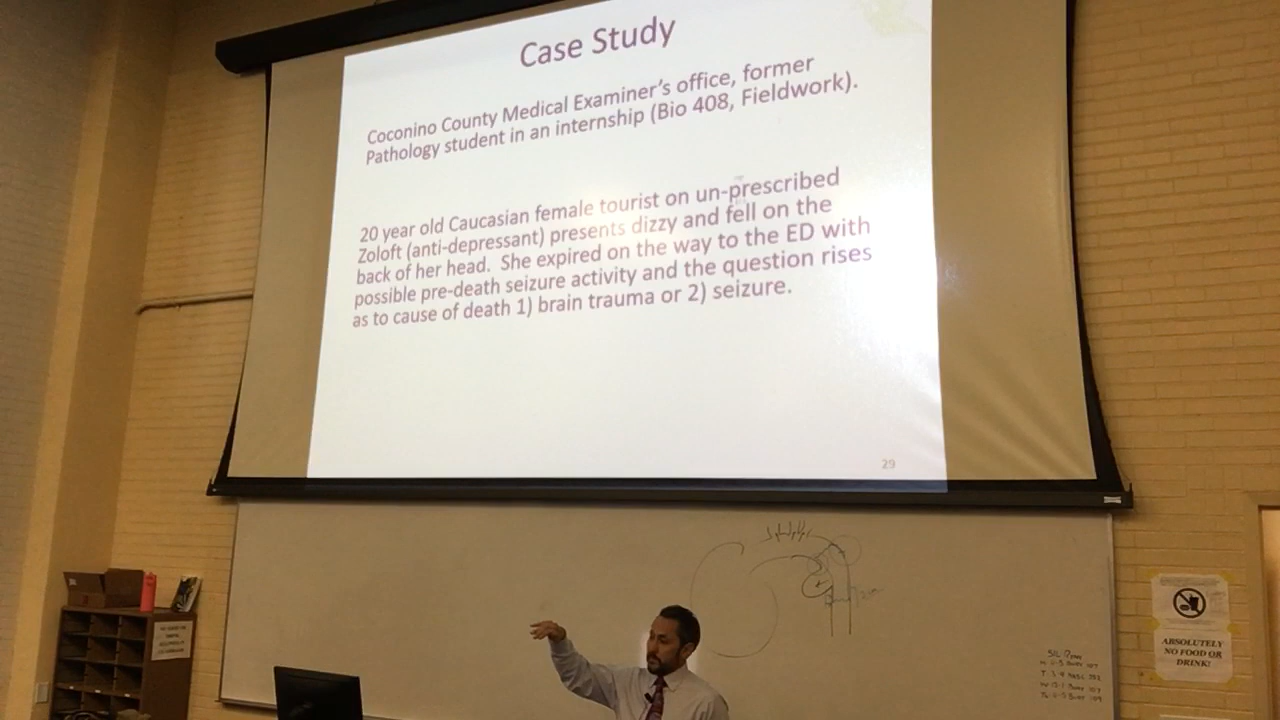 Case Study
Coconino County Medical Examiner's office, former
Pathology student in an internship (Bio 408, Fieldwork).
20 year old Caucasian female tourist on un-prescribed
Zoloft (anti-depressant) presents dizzy and fell on the
back of her head. She expired on the way to the ED with
possible pre-death seizure activity and the question rises
as to cause of death 1) brain trauma or 2) seizure.
29
ABSOLUTELY
NO FOOD OR
DRINK!